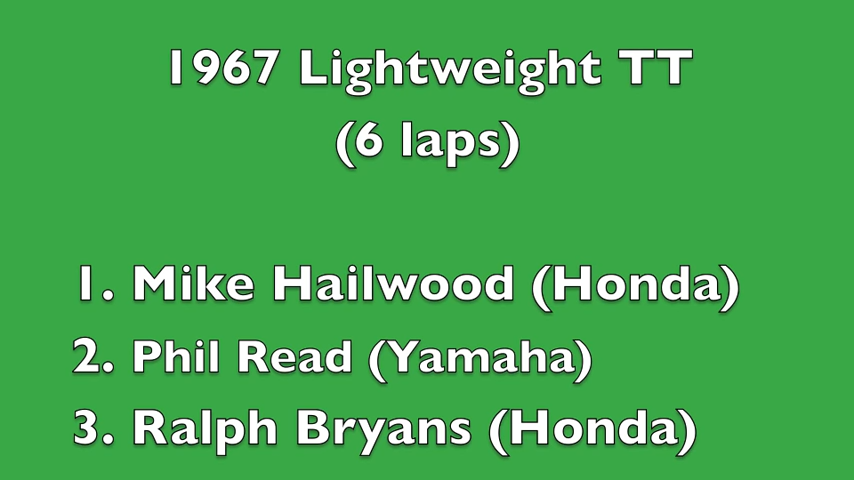 1967 Lightweight TT
(6 laps)
1. Mike Hailwood (Honda)
2. Phil Read (Yamaha)
3. Ralph Bryans (Honda)